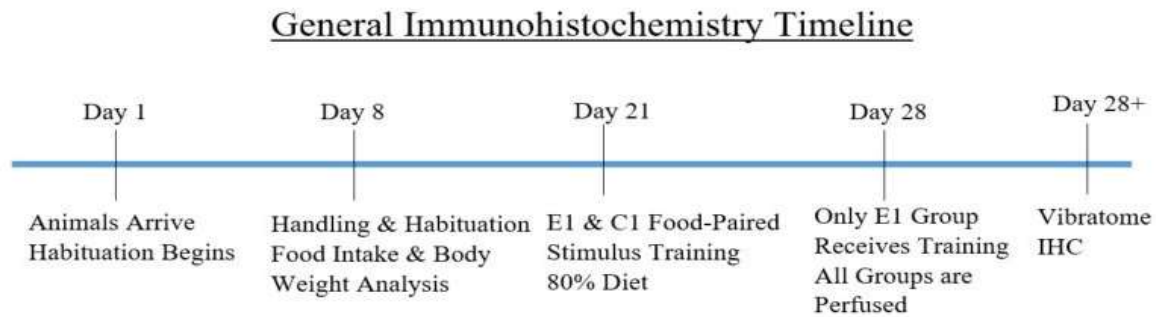 General Immunohistochemistry Timeline
Day 1
Day 8
Day 21
Day 28
Day 28+
Animals Arrive
Habituation Begins
Handling & Habituation
Food Intake & Body
Weight Analysis
E1 & C1 Food-Paired
Stimulus Training
80% Diet
Only E1 Group
Receives Training
All Groups are
Perfused
Vibratome
IHC